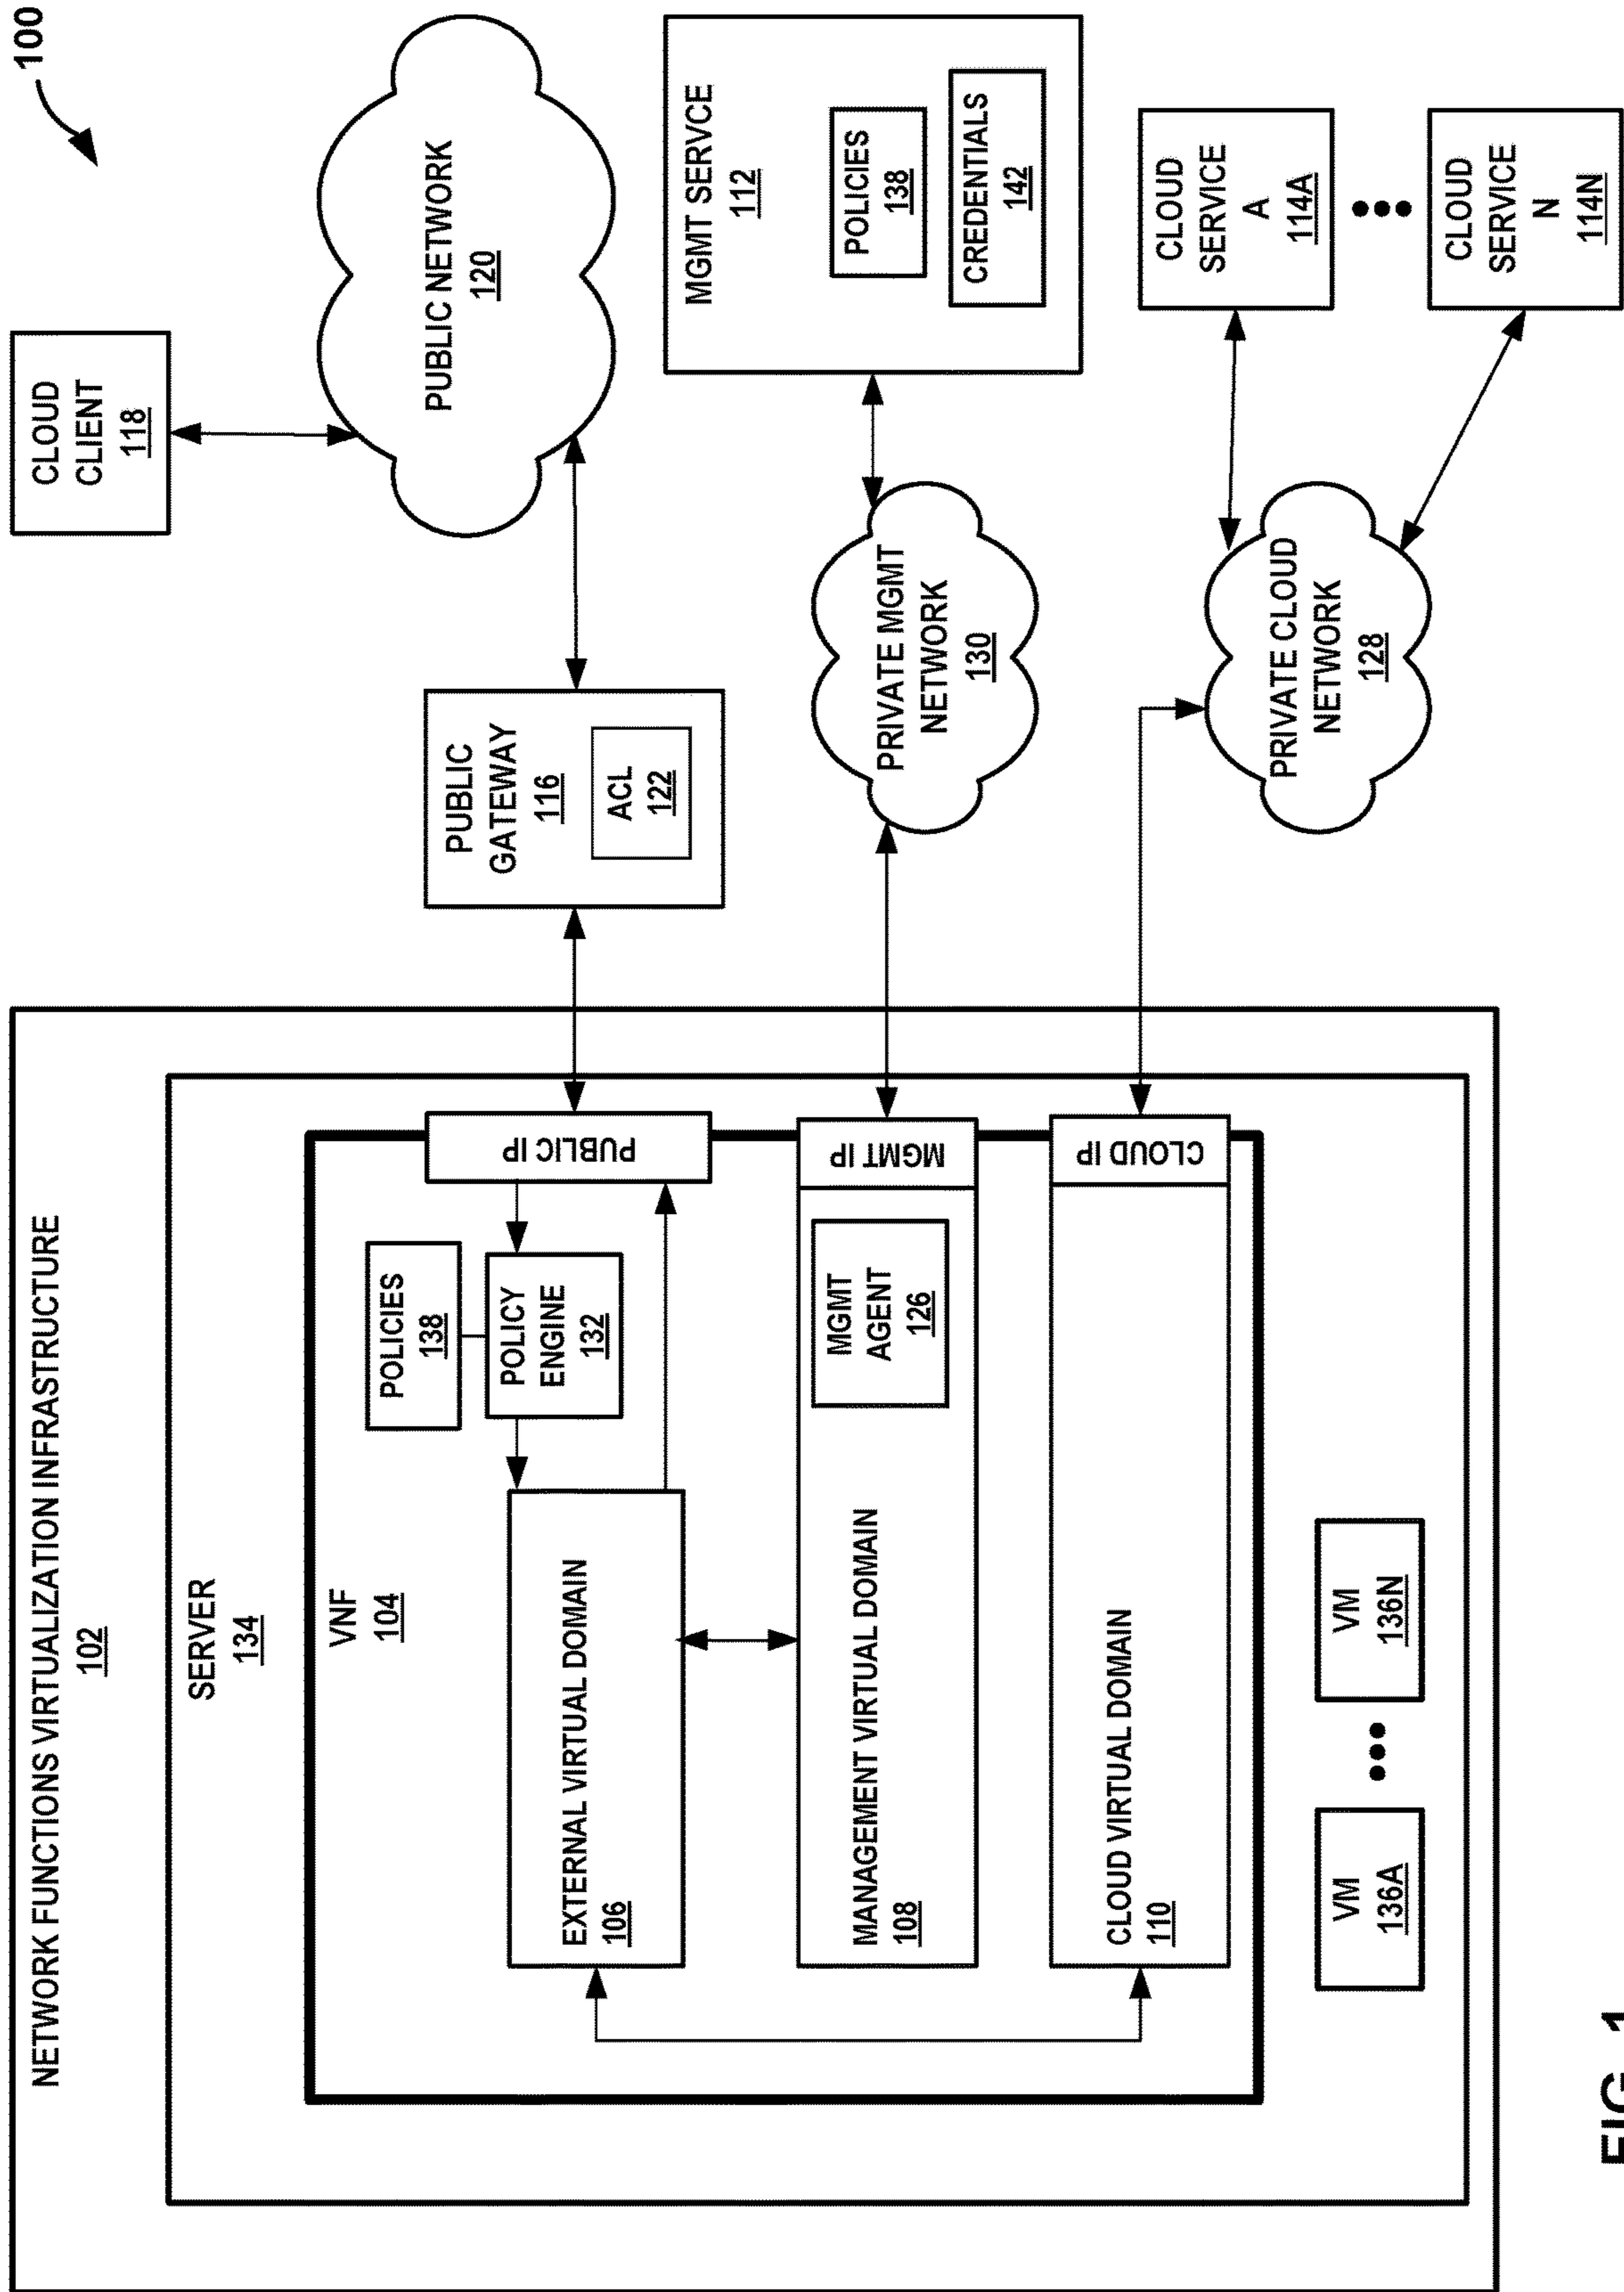 100
NETWORK FUNCTIONS VIRTUALIZATION INFRASTRUCTURE
102
SERVER
134
VNF
104
POLICIES
138
POLICY
ENGINE
132
PUBLIC IP
EXTERNAL VIRTUAL DOMAIN
106
MANAGEMENT VIRTUAL DOMAIN
108
MGMT
AGENT
126
MGMT IP
CLOUD VIRTUAL DOMAIN
110
CLOUD IP
VM
136A
VM
136N
CLOUD
CLIENT
118
PUBLIC NETWORK
120
PUBLIC
GATEWAY
116
ACL
122
MGMT SERVCE
112
POLICIES
138
CREDENTIALS
142
PRIVATE MGMT
NETWORK
130
PRIVATE CLOUD
NETWORK
128
CLOUD
SERVICE
A
114A
CLOUD
SERVICE
N
114N
FIG. 1